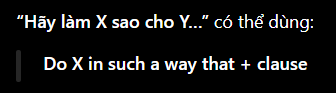 “Hãy làm X sao cho Y…” có thể dùng:
Do X in such a way that + clause